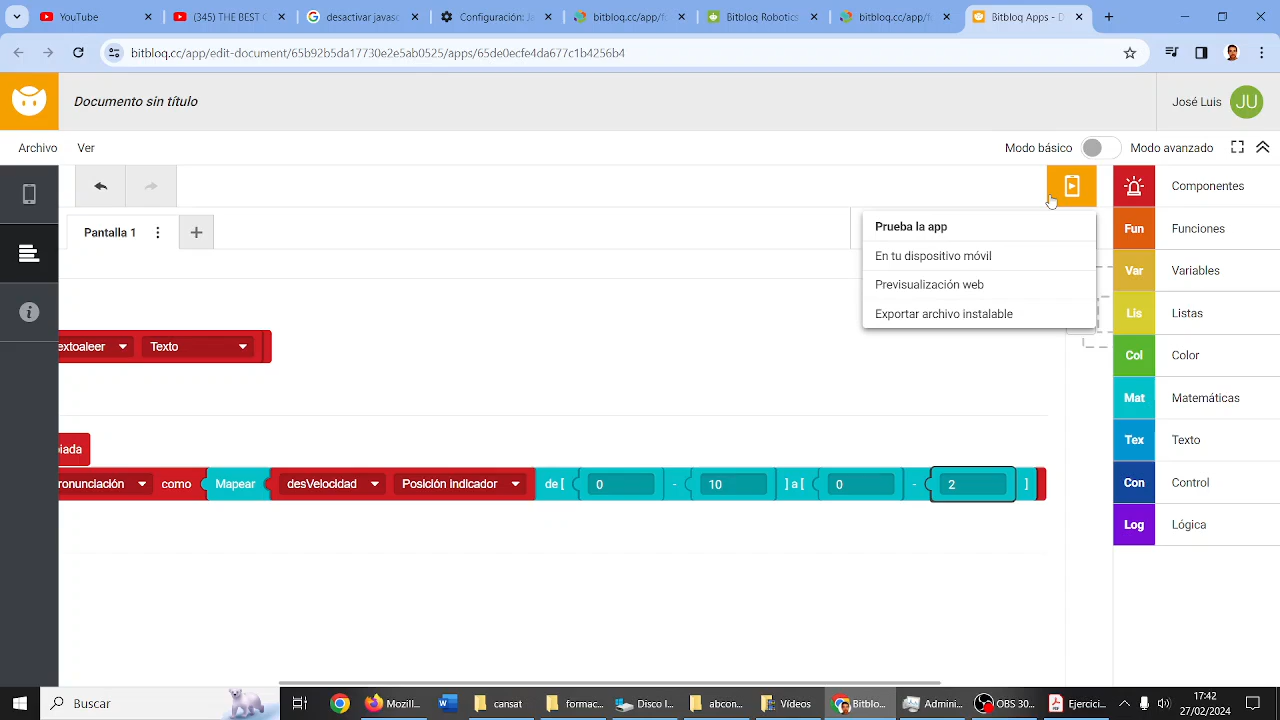 YouTube
(345) THE BEST
desactivar javas
Configuración: J
bitbloq.cc/app/f
Bitbloq Robotics
bitbloq.cc/app/f
Bitbloq Apps - D
bitbloq.cc/app/edit-document/65b92b5da17730e2e5ab0525/apps/65de0ecfe4da677c1b4256b4
Documento sin título
José Luis
JU
Archivo
Ver
Modo básico
Modo avanzado
Pantalla 1
Prueba la app
En tu dispositivo móvil
Previsualización web
Exportar archivo instalable
Componentes
Fun Funciones
Var Variables
Lis Listas
Col Color
Mat Matemáticas
Tex Texto
Con Control
Log Lógica
extoaleer
Texto
iada
ronunciación
como
Mapear
desVelocidad
Posición indicador
de [
0
-
10
] a [
0
-
2
]
Buscar
Mozill...
cansat
formac...
Disco l...
abcon...
Vídeos
Bitblo...
Admin...
OBS 30...
Ejercic...
17:42
27/02/2024